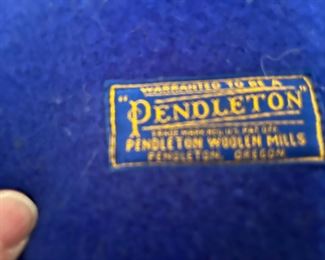 WARRANTED TO BE A
"PENDLETON"
TRADE MARK REG. U.S. PAT. OFF.
PENDLETON WOOLEN MILLS
PENDLETON, OREGON